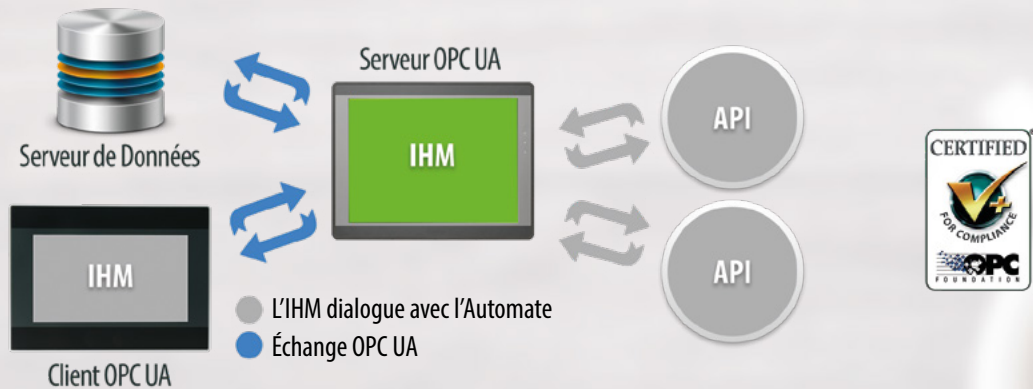 Serveur OPC UA
Serveur de Données
IHM
API
IHM
API
L'IHM dialogue avec l'Automate
Échange OPC UA
Client OPC UA
CERTIFIED
V+
FOR COMPLIANCE
OPC
FOUNDATION